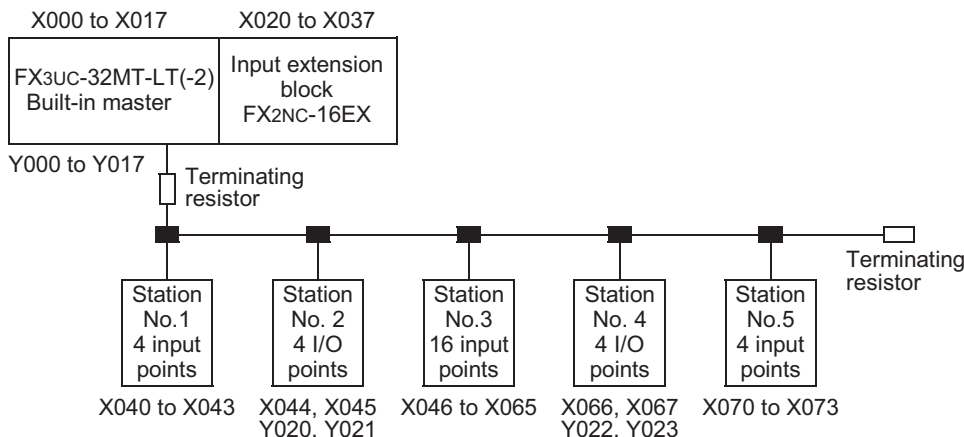 X000 to X017
X020 to X037
FX3UC-32MT-LT(-2)
Built-in master
Input extension
block
FX2NC-16EX
Y000 to Y017
Terminating
resistor
Terminating
resistor
Station
No.1
4 input
points
Station
No. 2
4 I/O
points
Station
No.3
16 input
points
Station
No. 4
4 I/O
points
Station
No.5
4 input
points
X040 to X043
X044, X045
Y020, Y021
X046 to X065
X066, X067
Y022, Y023
X070 to X073